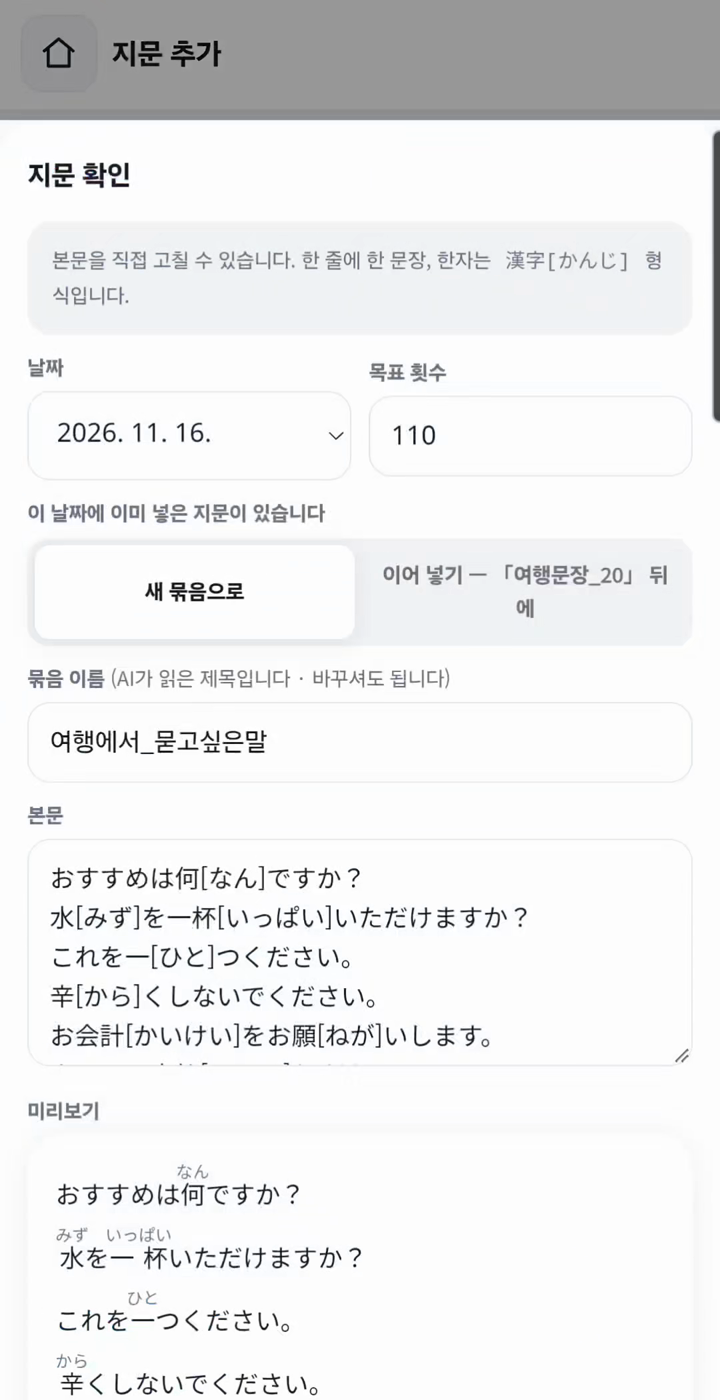 지문 추가
지문 확인
본문을 직접 고칠 수 있습니다. 한 줄에 한 문장, 한자는 漢字[かんじ] 형
식입니다.
날짜
목표 횟수
2026. 11. 16.
110
이 날짜에 이미 넣은 지문이 있습니다
새 묶음으로
이어 넣기 — 「여행문장_20」 뒤
에
묶음 이름 (AI가 읽은 제목입니다 · 바꾸셔도 됩니다)
여행에서_묻고싶은말
본문
おすすめは何[なん]ですか？
水[みず]を一杯[いっぱい]いただけますか？
これを一[ひと]つください。
辛[から]くしないでください。
お会計[かいけい]をお願[ねが]いします。
미리보기
なん
おすすめは何ですか？
みず いっぱい
水を一杯いただけますか？
ひと
これを一つください。
から
辛くしないでください。